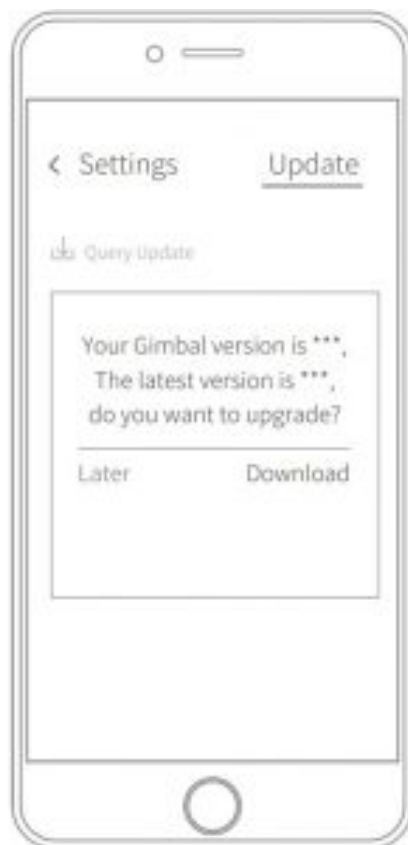 < Settings Update
Query Update
Your Gimbal version is ***,
The latest version is ***,
do you want to upgrade?
Later Download